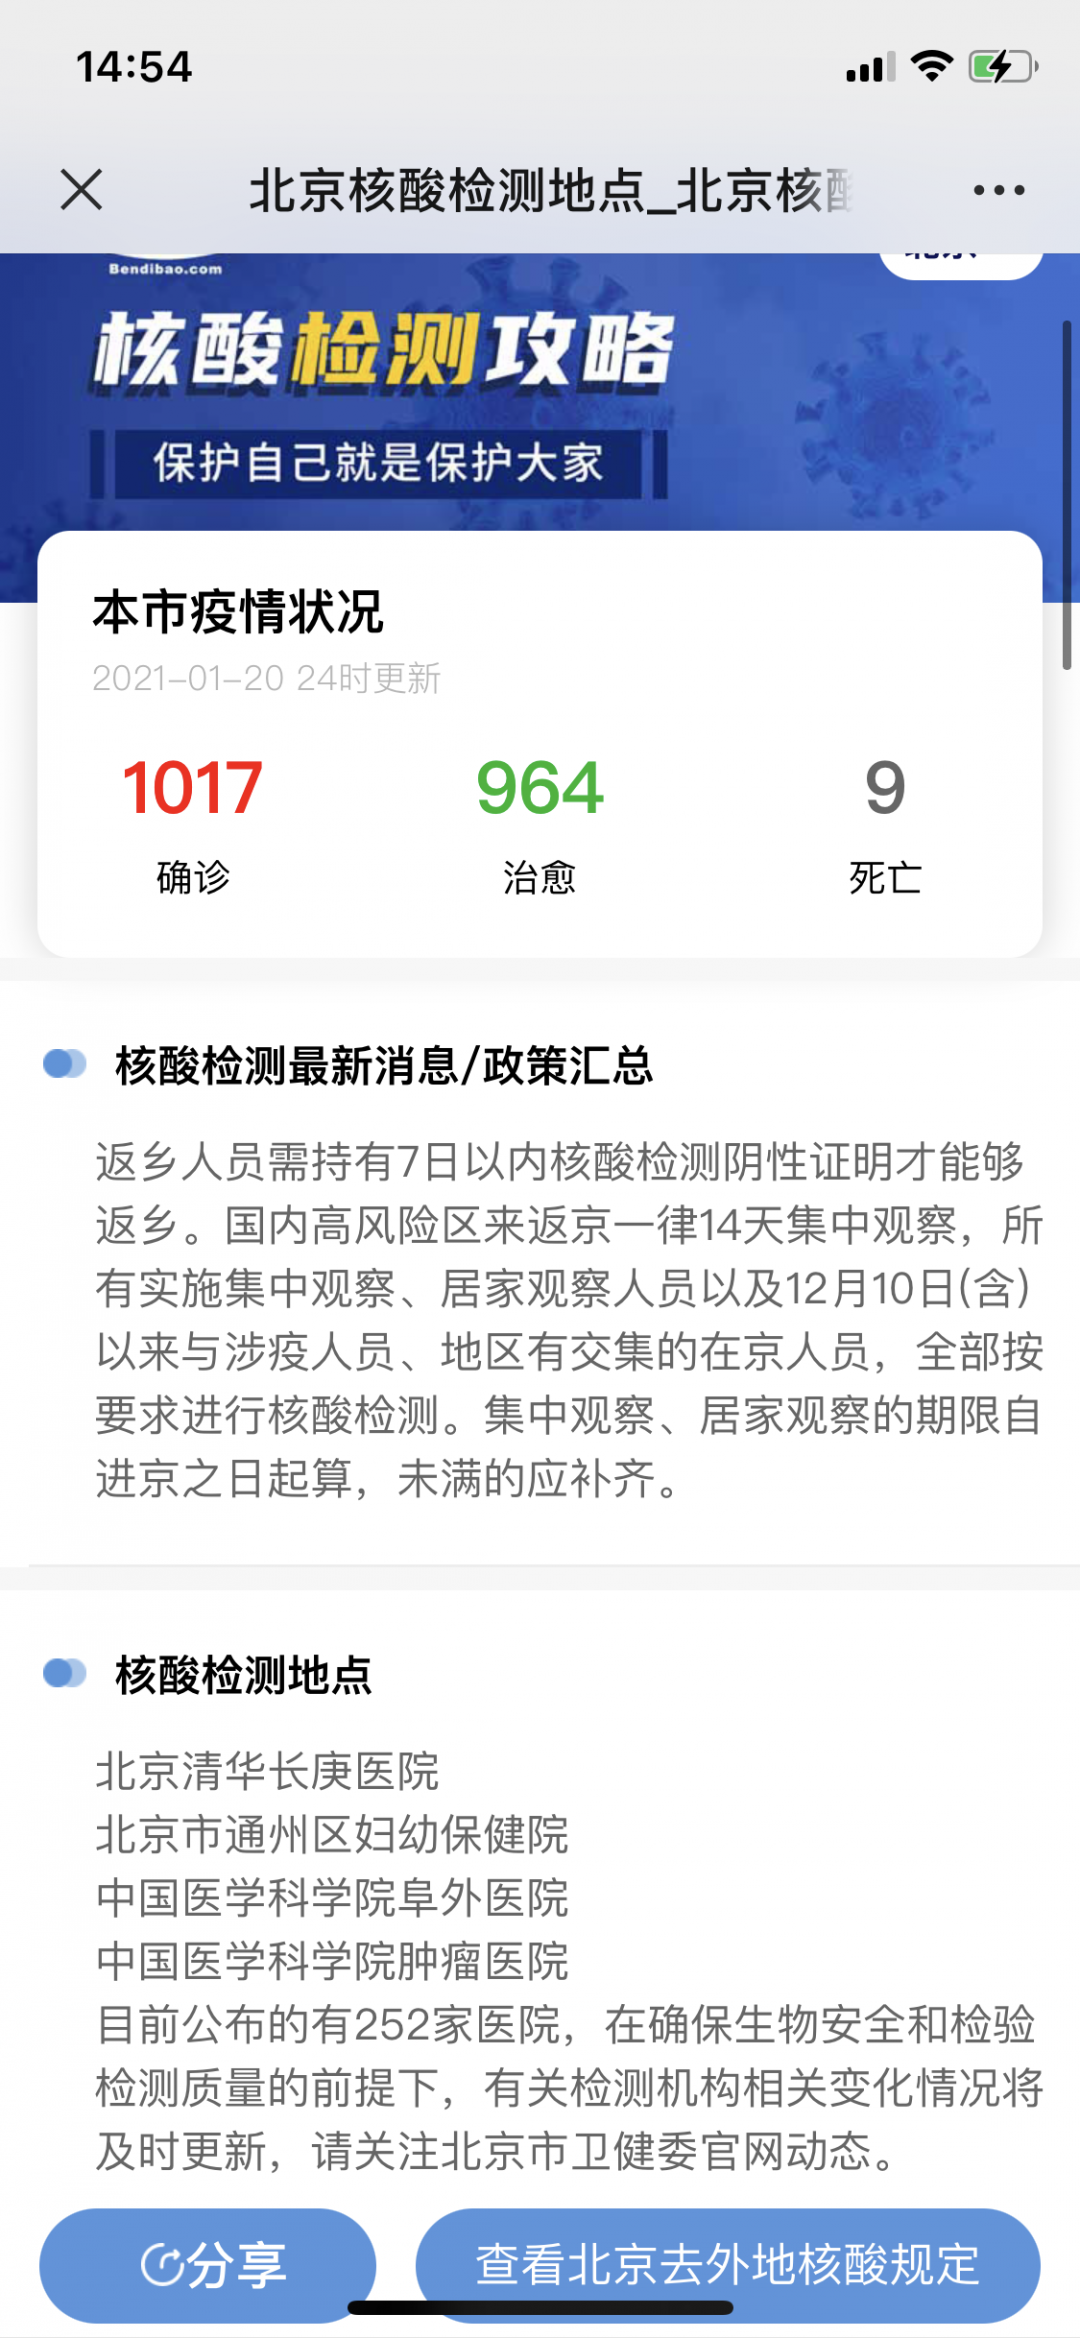 14:54
北京核酸检测地点_北京核
Bendibao.com
核酸检测攻略
保护自己就是保护大家
本市疫情状况
2021-01-20 24时更新
1017 964 9
确诊 治愈 死亡
核酸检测最新消息/政策汇总
返乡人员需持有7日以内核酸检测阴性证明才能够
返乡。国内高风险区来返京一律14天集中观察，所
有实施集中观察、居家观察人员以及12月10日(含)
以来与涉疫人员、地区有交集的在京人员，全部按
要求进行核酸检测。集中观察、居家观察的期限自
进京之日起算，未满的应补齐。
核酸检测地点
北京清华长庚医院
北京市通州区妇幼保健院
中国医学科学院阜外医院
中国医学科学院肿瘤医院
目前公布的有252家医院，在确保生物安全和检验
检测质量的前提下，有关检测机构相关变化情况将
及时更新，请关注北京市卫健委官网动态。
分享 查看北京去外地核酸规定